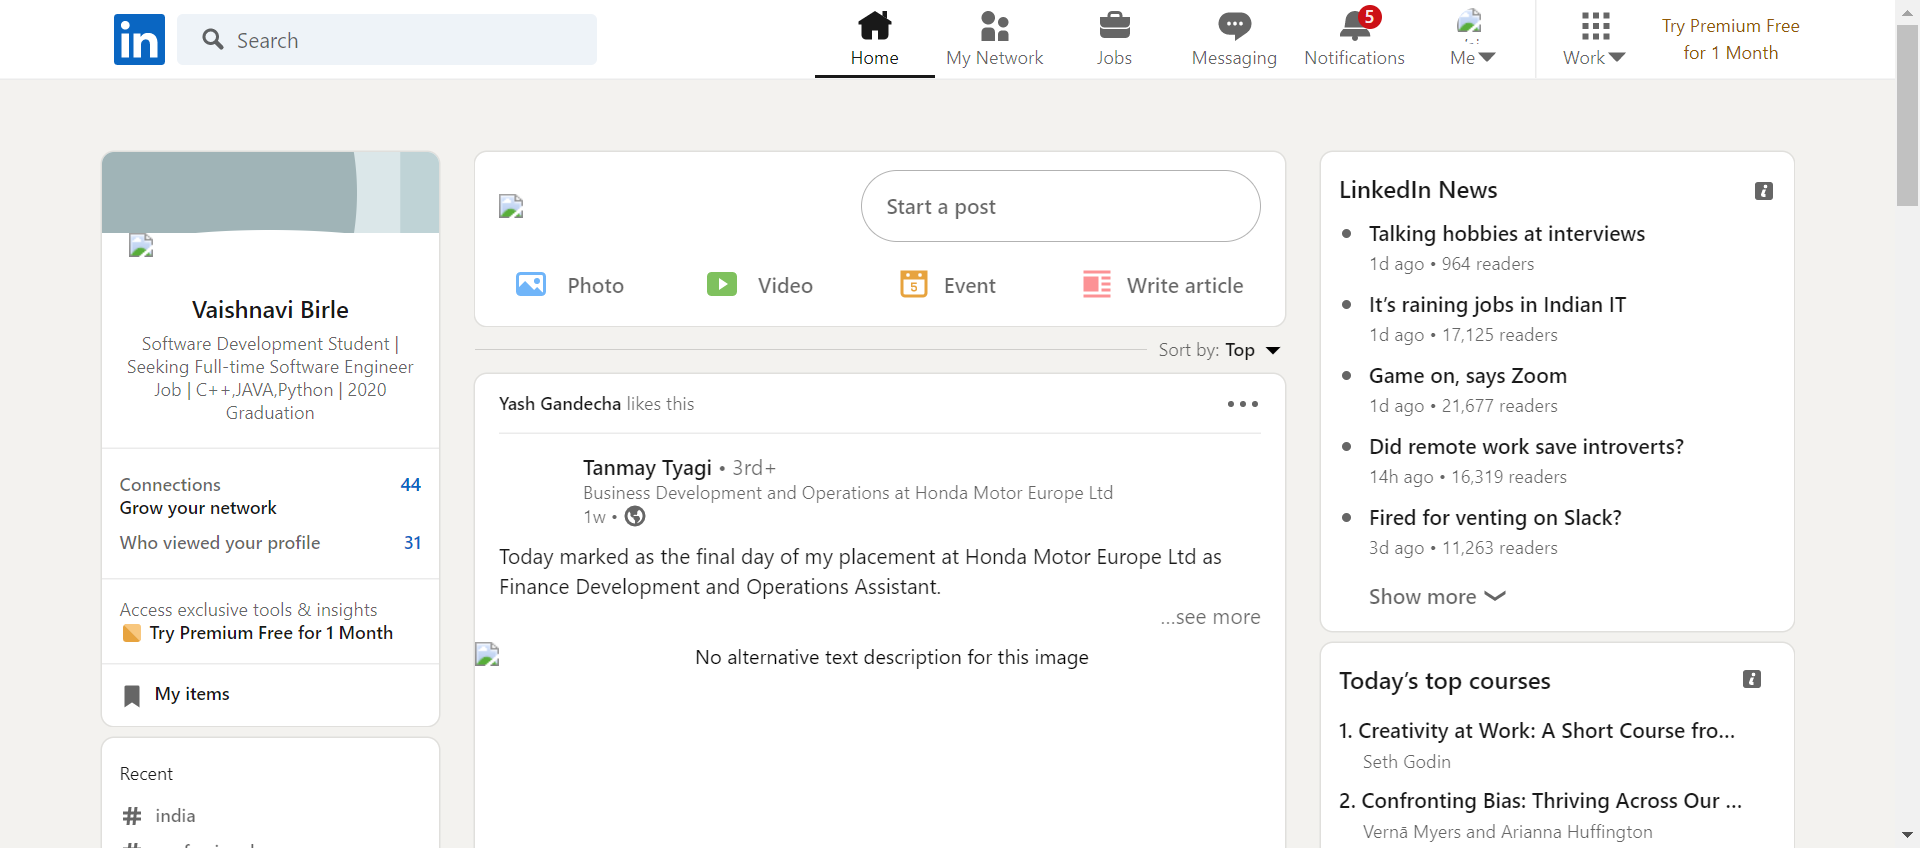 in
Search
Home
My Network
Jobs
Messaging
5
Notifications
Me
Work
Try Premium Free
for 1 Month
Vaishnavi Birle
Software Development Student |
Seeking Full-time Software Engineer
Job | C++,JAVA,Python | 2020
Graduation
Connections 44
Grow your network
Who viewed your profile 31
Access exclusive tools & insights
Try Premium Free for 1 Month
My items
Recent
# india
Start a post
Photo
Video
5
Event
Write article
Sort by: Top
Yash Gandecha likes this
Tanmay Tyagi • 3rd+
Business Development and Operations at Honda Motor Europe Ltd
1w •
Today marked as the final day of my placement at Honda Motor Europe Ltd as
Finance Development and Operations Assistant.
...see more
No alternative text description for this image
LinkedIn News
Talking hobbies at interviews
1d ago • 964 readers
It’s raining jobs in Indian IT
1d ago • 17,125 readers
Game on, says Zoom
1d ago • 21,677 readers
Did remote work save introverts?
14h ago • 16,319 readers
Fired for venting on Slack?
3d ago • 11,263 readers
Show more
Today’s top courses
1. Creativity at Work: A Short Course fro...
Seth Godin
2. Confronting Bias: Thriving Across Our ...
Vernā Myers and Arianna Huffington